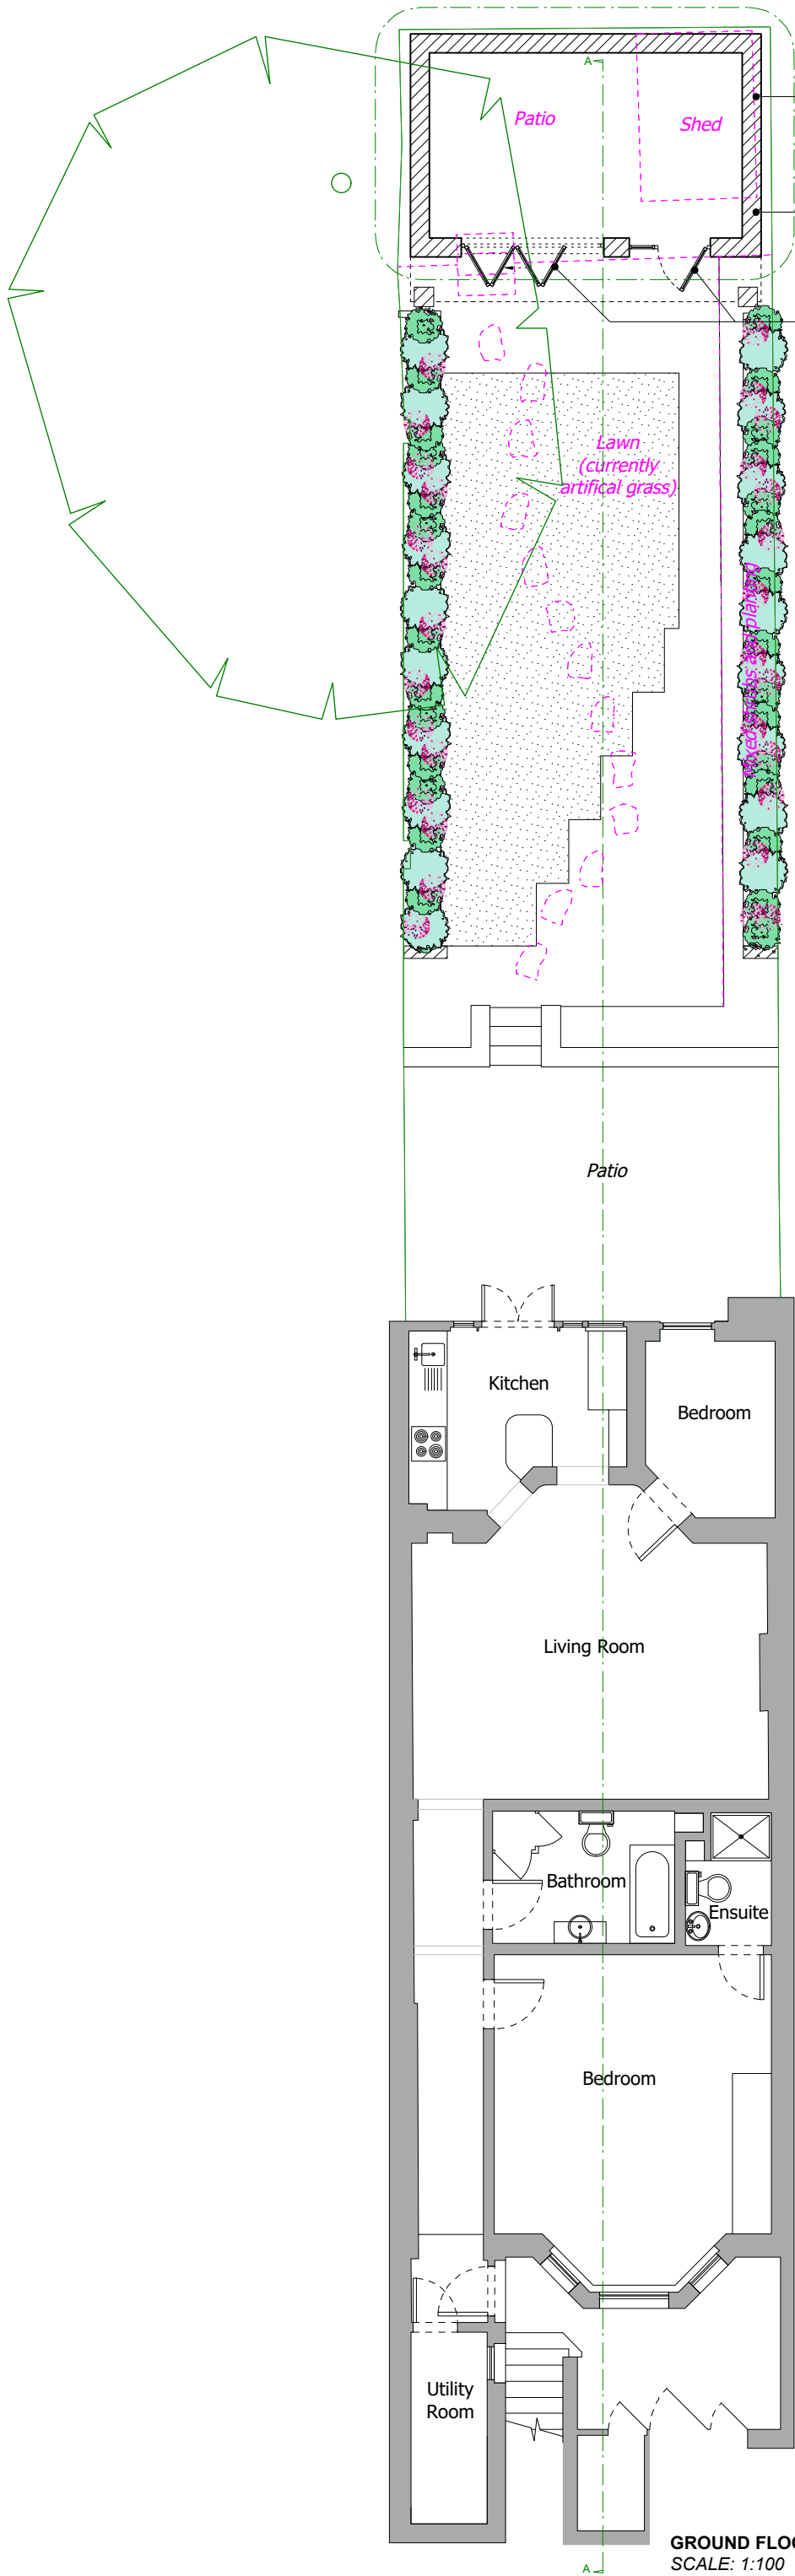 A
Patio
Shed
Lawn
(currently
artifical grass)
Mixed shrubs and planting
Patio
Kitchen
Bedroom
Living Room
Bathroom
Ensuite
Bedroom
Utility
Room
GROUND FLOO
SCALE: 1:100
A